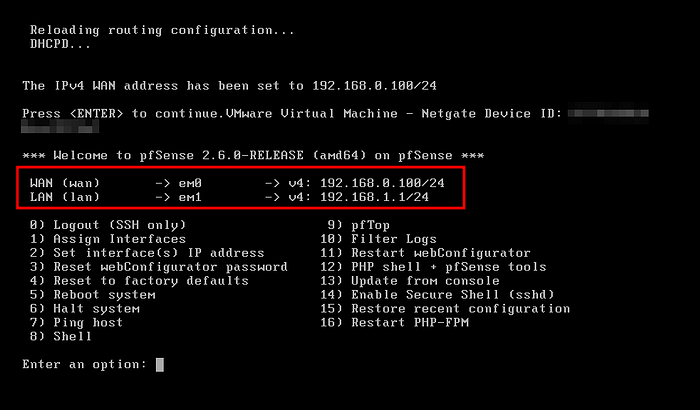 Reloading routing configuration...
DHCPD...
The IPv4 WAN address has been set to 192.168.0.100/24
Press <ENTER> to continue.VMware Virtual Machine - Netgate Device ID:
*** Welcome to pfSense 2.6.0-RELEASE (amd64) on pfSense ***
WAN (wan) -> em0 -> v4: 192.168.0.100/24
LAN (lan) -> em1 -> v4: 192.168.1.1/24
0) Logout (SSH only) 9) pfTop
1) Assign Interfaces 10) Filter Logs
2) Set interface(s) IP address 11) Restart webConfigurator
3) Reset webConfigurator password 12) PHP shell + pfSense tools
4) Reset to factory defaults 13) Update from console
5) Reboot system 14) Enable Secure Shell (sshd)
6) Halt system 15) Restore recent configuration
7) Ping host 16) Restart PHP-FPM
8) Shell
Enter an option: